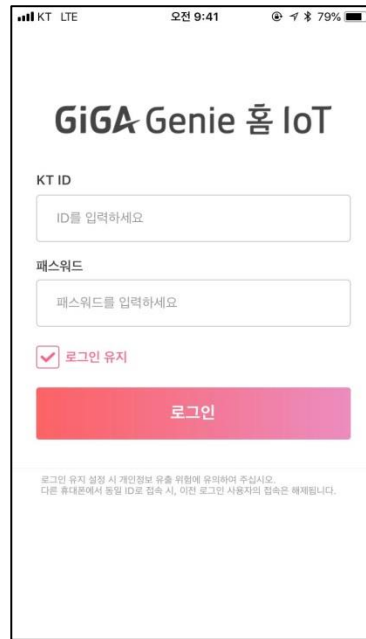 KT LTE 오전 9:41 79%
GiGA Genie 홈 IoT
KT ID
ID를 입력하세요
패스워드
패스워드를 입력하세요
로그인 유지
로그인
로그인 유지 설정 시 개인정보 유출 위험에 유의하여 주십시오.
다른 휴대폰에서 동일 ID로 접속 시, 이전 로그인 사용자의 접속은 해제됩니다.